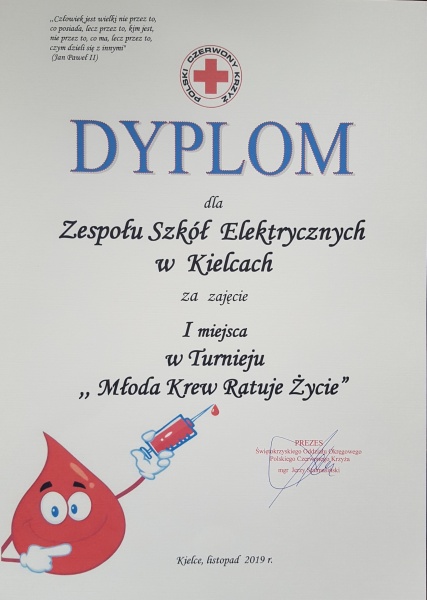 ,,Człowiek jest wielki nie przez to,
co posiada, lecz przez to, kim jest,
nie przez to, co ma, lecz przez to,
czym dzieli się z innymi"
(Jan Paweł II)
POLSKI CZERWONY KRZYŻ
DYPLOM
dla
Zespołu Szkół Elektrycznych
w Kielcach
za zajęcie
I miejsca
w Turnieju
,, Młoda Krew Ratuje Życie"
PREZES
Świętokrzyskiego Oddziału Okręgowego
Polskiego Czerwonego Krzyża
mgr Jerzy
Kielce, listopad 2019 r.